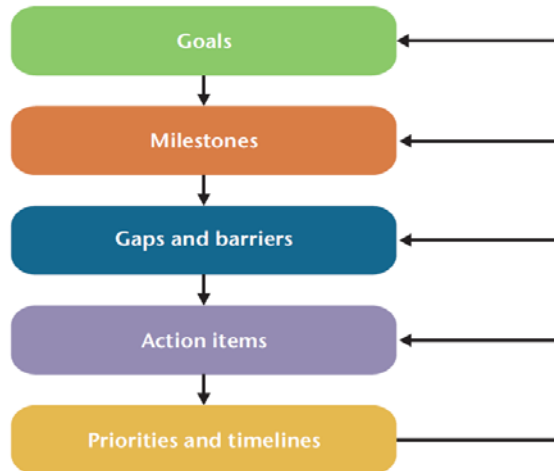 Goals
Milestones
Gaps and barriers
Action items
Priorities and timelines